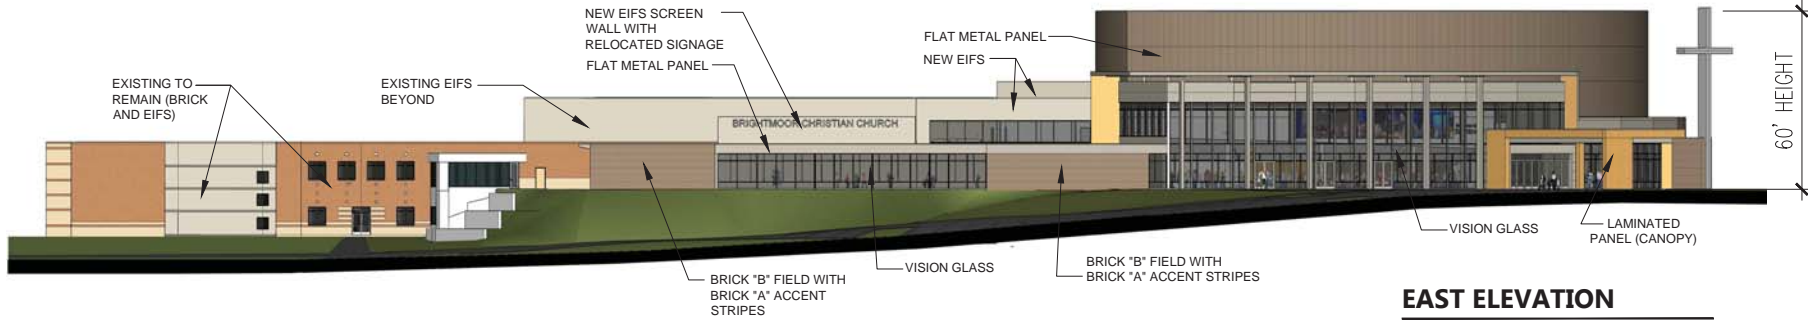 NEW EIFS SCREEN
WALL WITH
RELOCATED SIGNAGE
FLAT METAL PANEL
FLAT METAL PANEL
NEW EIFS
EXISTING TO
REMAIN (BRICK
AND EIFS)
EXISTING EIFS
BEYOND
BRIGHTMOOR CHRISTIAN CHURCH
60' HEIGHT
VISION GLASS
LAMINATED
PANEL (CANOPY)
BRICK "B" FIELD WITH
BRICK "A" ACCENT
STRIPES
VISION GLASS
BRICK "B" FIELD WITH
BRICK "A" ACCENT STRIPES
EAST ELEVATION